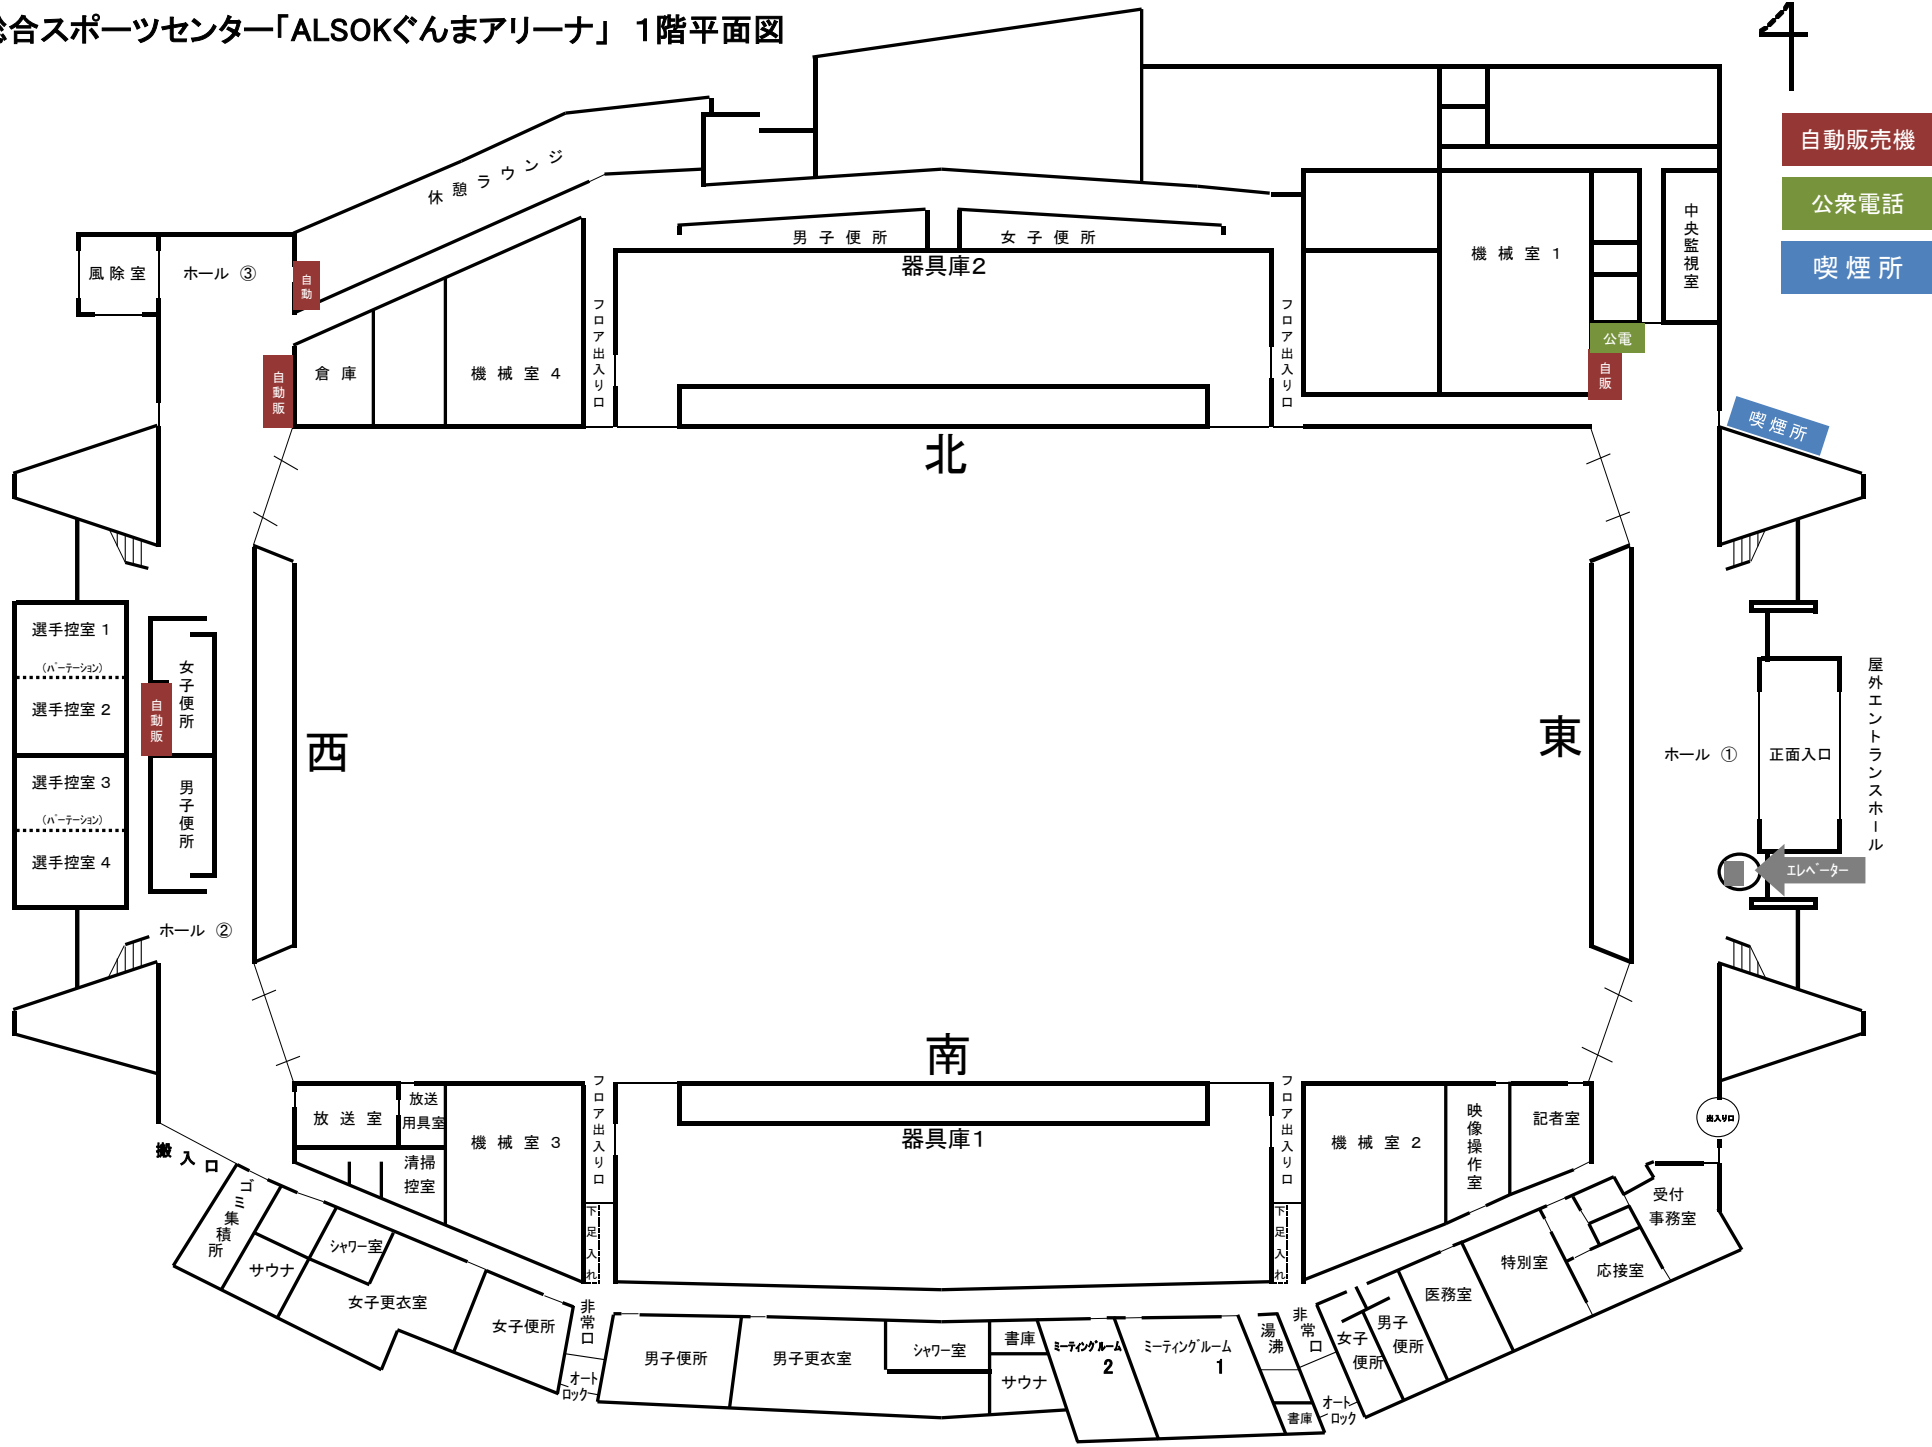 総合スポーツセンター「ALSOKぐんまアリーナ」 1階平面図
4
自動販売機
公衆電話
喫煙所
休憩ラウンジ
男子便所
女子便所
器具庫2
風除室
ホール ③
自動
自動販
倉庫
機械室4
フロア出入り口
フロア出入り口
機械室1
中央監視室
公電
自販
喫煙所
北
選手控室1
(パーテーション)
選手控室2
選手控室3
(パーテーション)
選手控室4
女子便所
自動販
男子便所
西
東
ホール ①
正面入口
屋外エントランスホール
エレベーター
ホール ②
南
器具庫1
放送室
放送
用具室
清掃
控室
機械室3
フロア出入り口
下足入れ
フロア出入り口
下足入れ
機械室2
映像操作室
記者室
出入り口
搬入口
ゴミ集積所
サウナ
シャワー室
女子更衣室
女子便所
非常口
オート
ロック
男子便所
男子更衣室
シャワー室
書庫
サウナ
ミーティングルーム
2
ミーティングルーム
1
湯沸
書庫
非常口
オート
ロック
女子
便所
男子
便所
医務室
特別室
応接室
受付
事務室